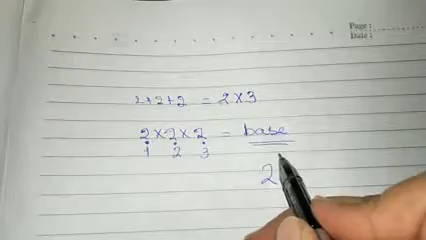 Page:
Date:
2+2+2 = 2×3
2×2×2 = base
1 2 3
2